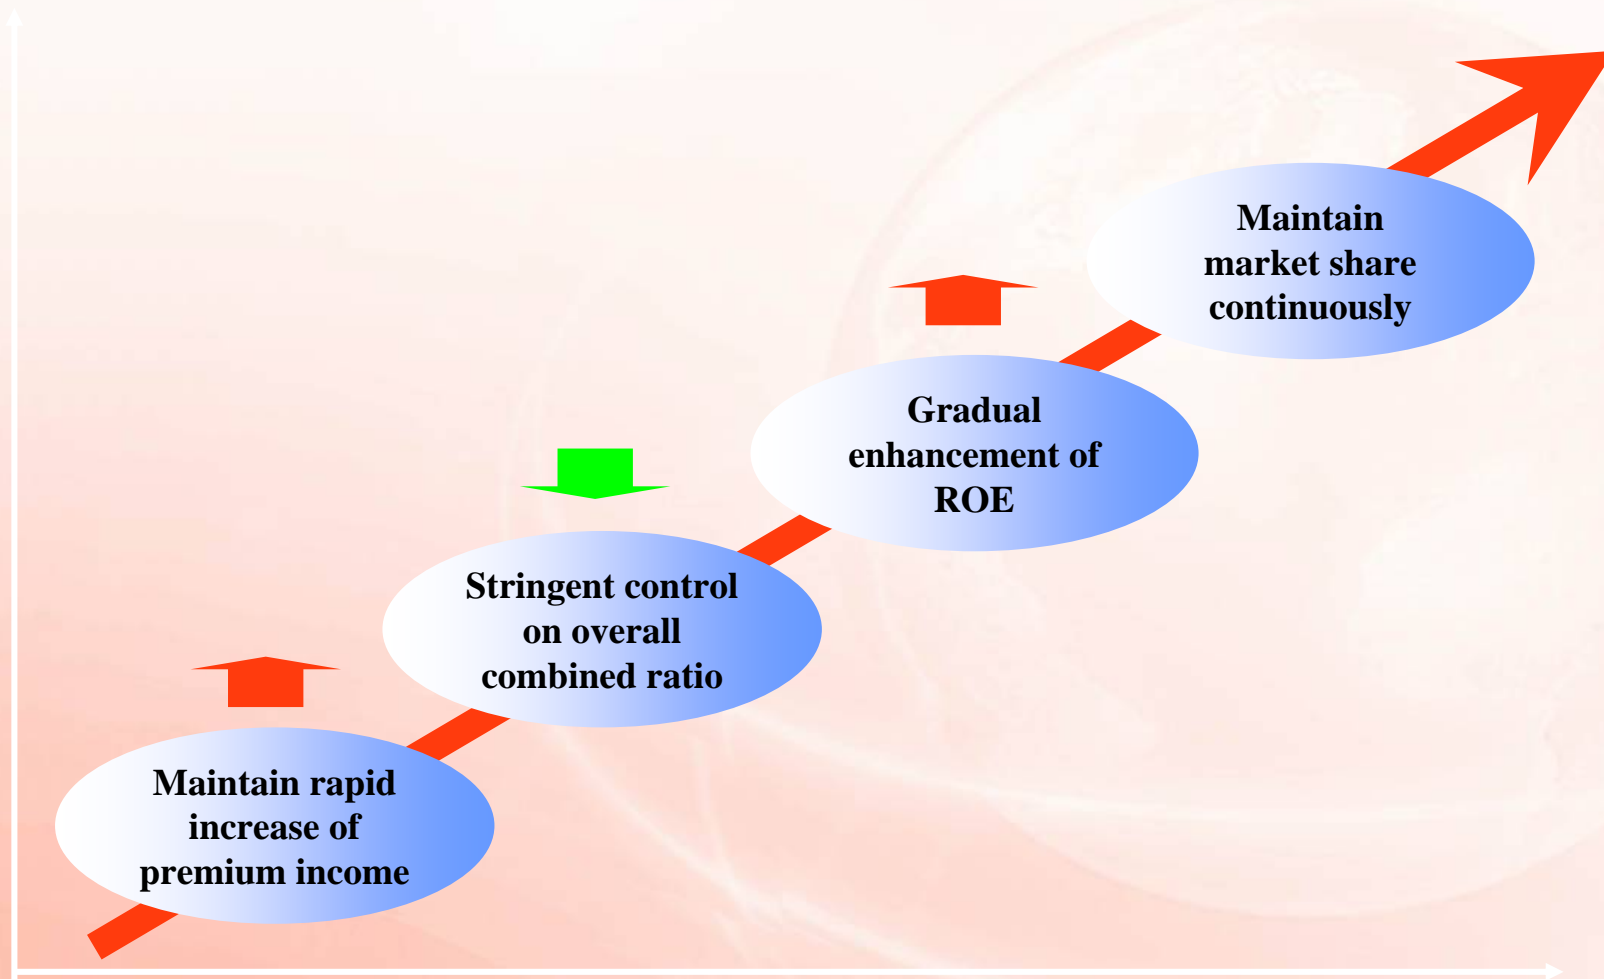 Maintain
market share
continuously
Gradual
enhancement of
ROE
Stringent control
on overall
combined ratio
Maintain rapid
increase of
premium income